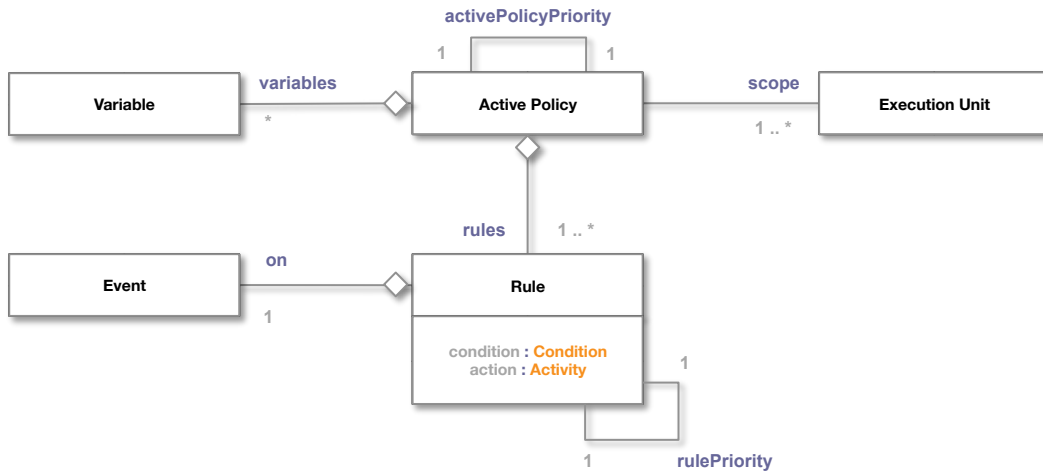 activePolicyPriority
1
1
variables
scope
Variable
Active Policy
Execution Unit
*
1 .. *
rules
1 .. *
on
Event
Rule
1
condition : Condition
action : Activity
1
1
rulePriority